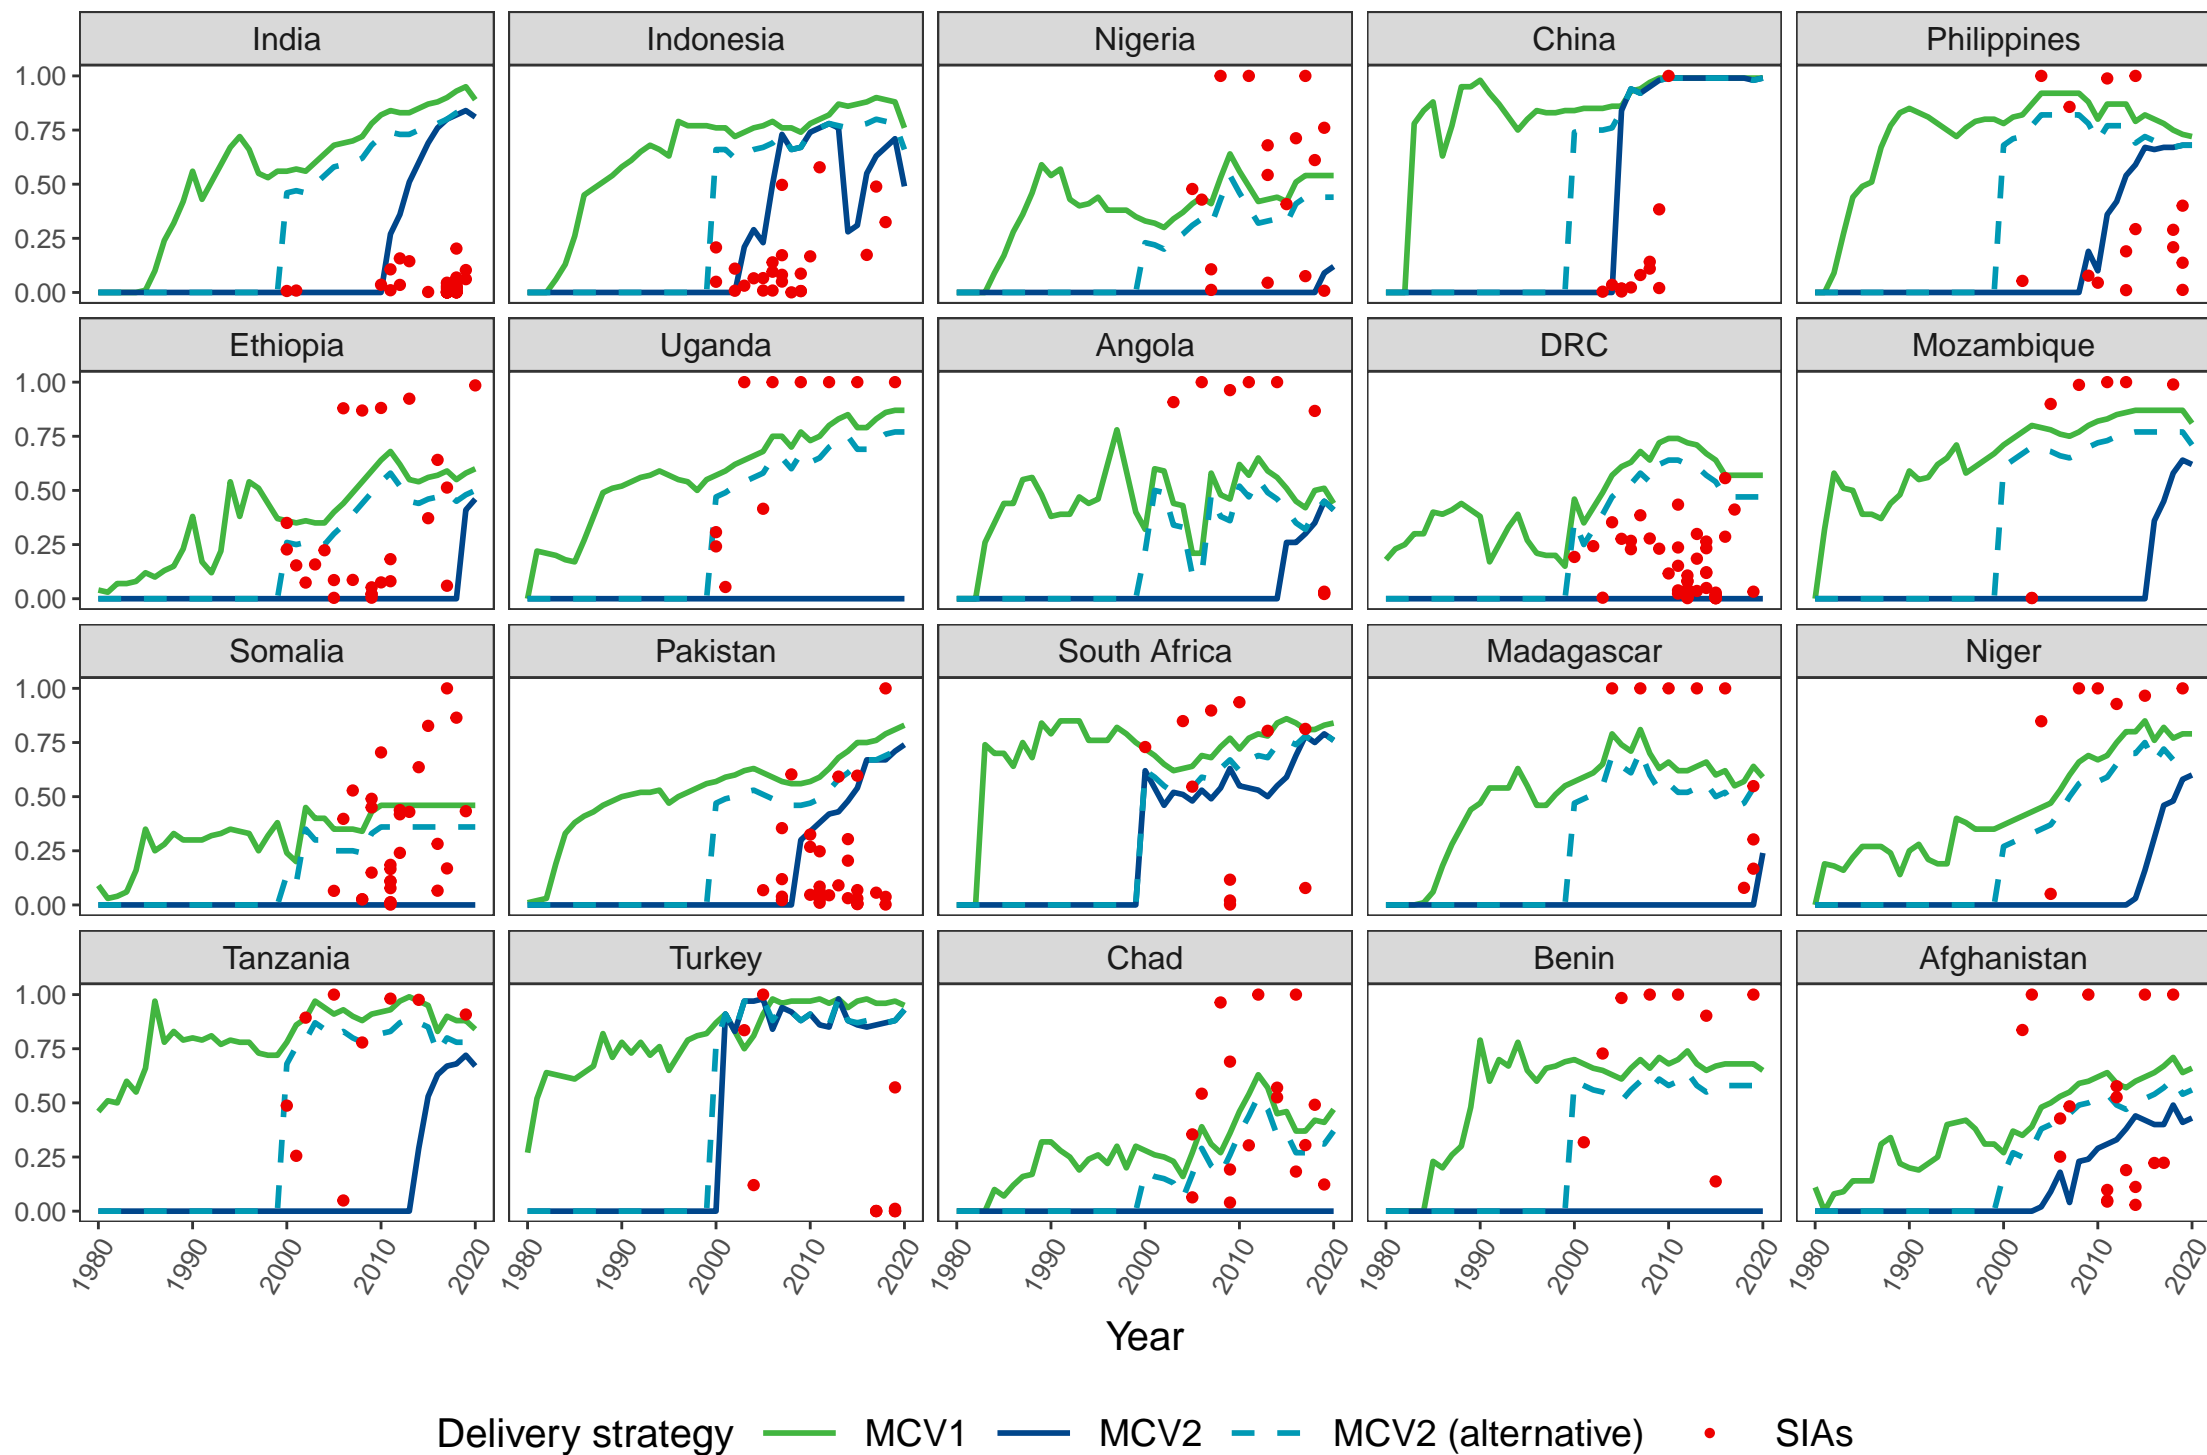 India Indonesia Nigeria China Philippines
1.00
0.75
0.50
0.25
0.00
Ethiopia Uganda Angola DRC Mozambique
1.00
0.75
0.50
0.25
0.00
Somalia Pakistan South Africa Madagascar Niger
1.00
0.75
0.50
0.25
0.00
Tanzania Turkey Chad Benin Afghanistan
1.00
0.75
0.50
0.25
0.00
1980 1990 2000 2010 2020 1980 1990 2000 2010 2020 1980 1990 2000 2010 2020 1980 1990 2000 2010 2020 1980 1990 2000 2010 2020
Year
Delivery strategy MCV1 MCV2 MCV2 (alternative) SIAs